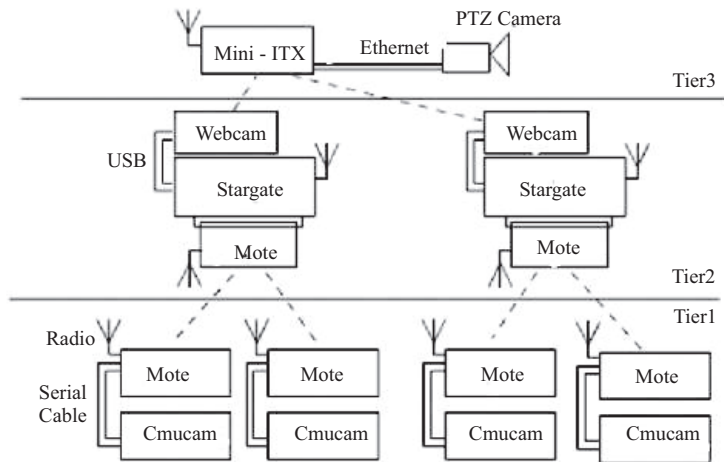 PTZ Camera
Mini - ITX
Ethernet
Tier3
Webcam
Webcam
USB
Stargate
Stargate
Mote
Mote
Tier2
Tier1
Radio
Mote
Mote
Mote
Mote
Serial
Cable
Cmucam
Cmucam
Cmucam
Cmucam